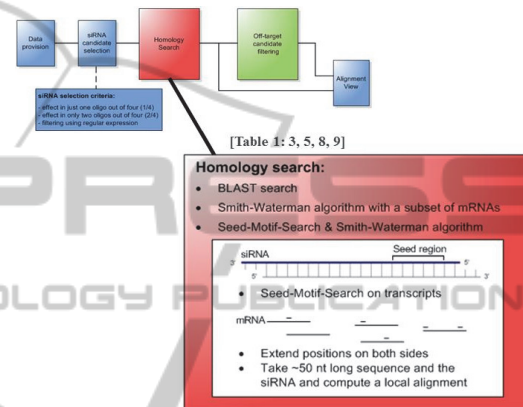 Data
provision
siRNA
candidate
selection
Homology
Search
Off-target
candidate
filtering
Alignment
View
siRNA selection criteria:
- effect in just one oligo out of four (1/4)
- effect in only two oligos out of four (2/4)
- filtering using regular expression
[Table 1: 3, 5, 8, 9]
Homology search:
• BLAST search
• Smith-Waterman algorithm with a subset of mRNAs
• Seed-Motif-Search & Smith-Waterman algorithm
siRNA
Seed region
3' 5'
5' 3'
• Seed-Motif-Search on transcripts
mRNA
• Extend positions on both sides
• Take ~50 nt long sequence and the
siRNA and compute a local alignment
PRESS
OLOGY PUBLICATION